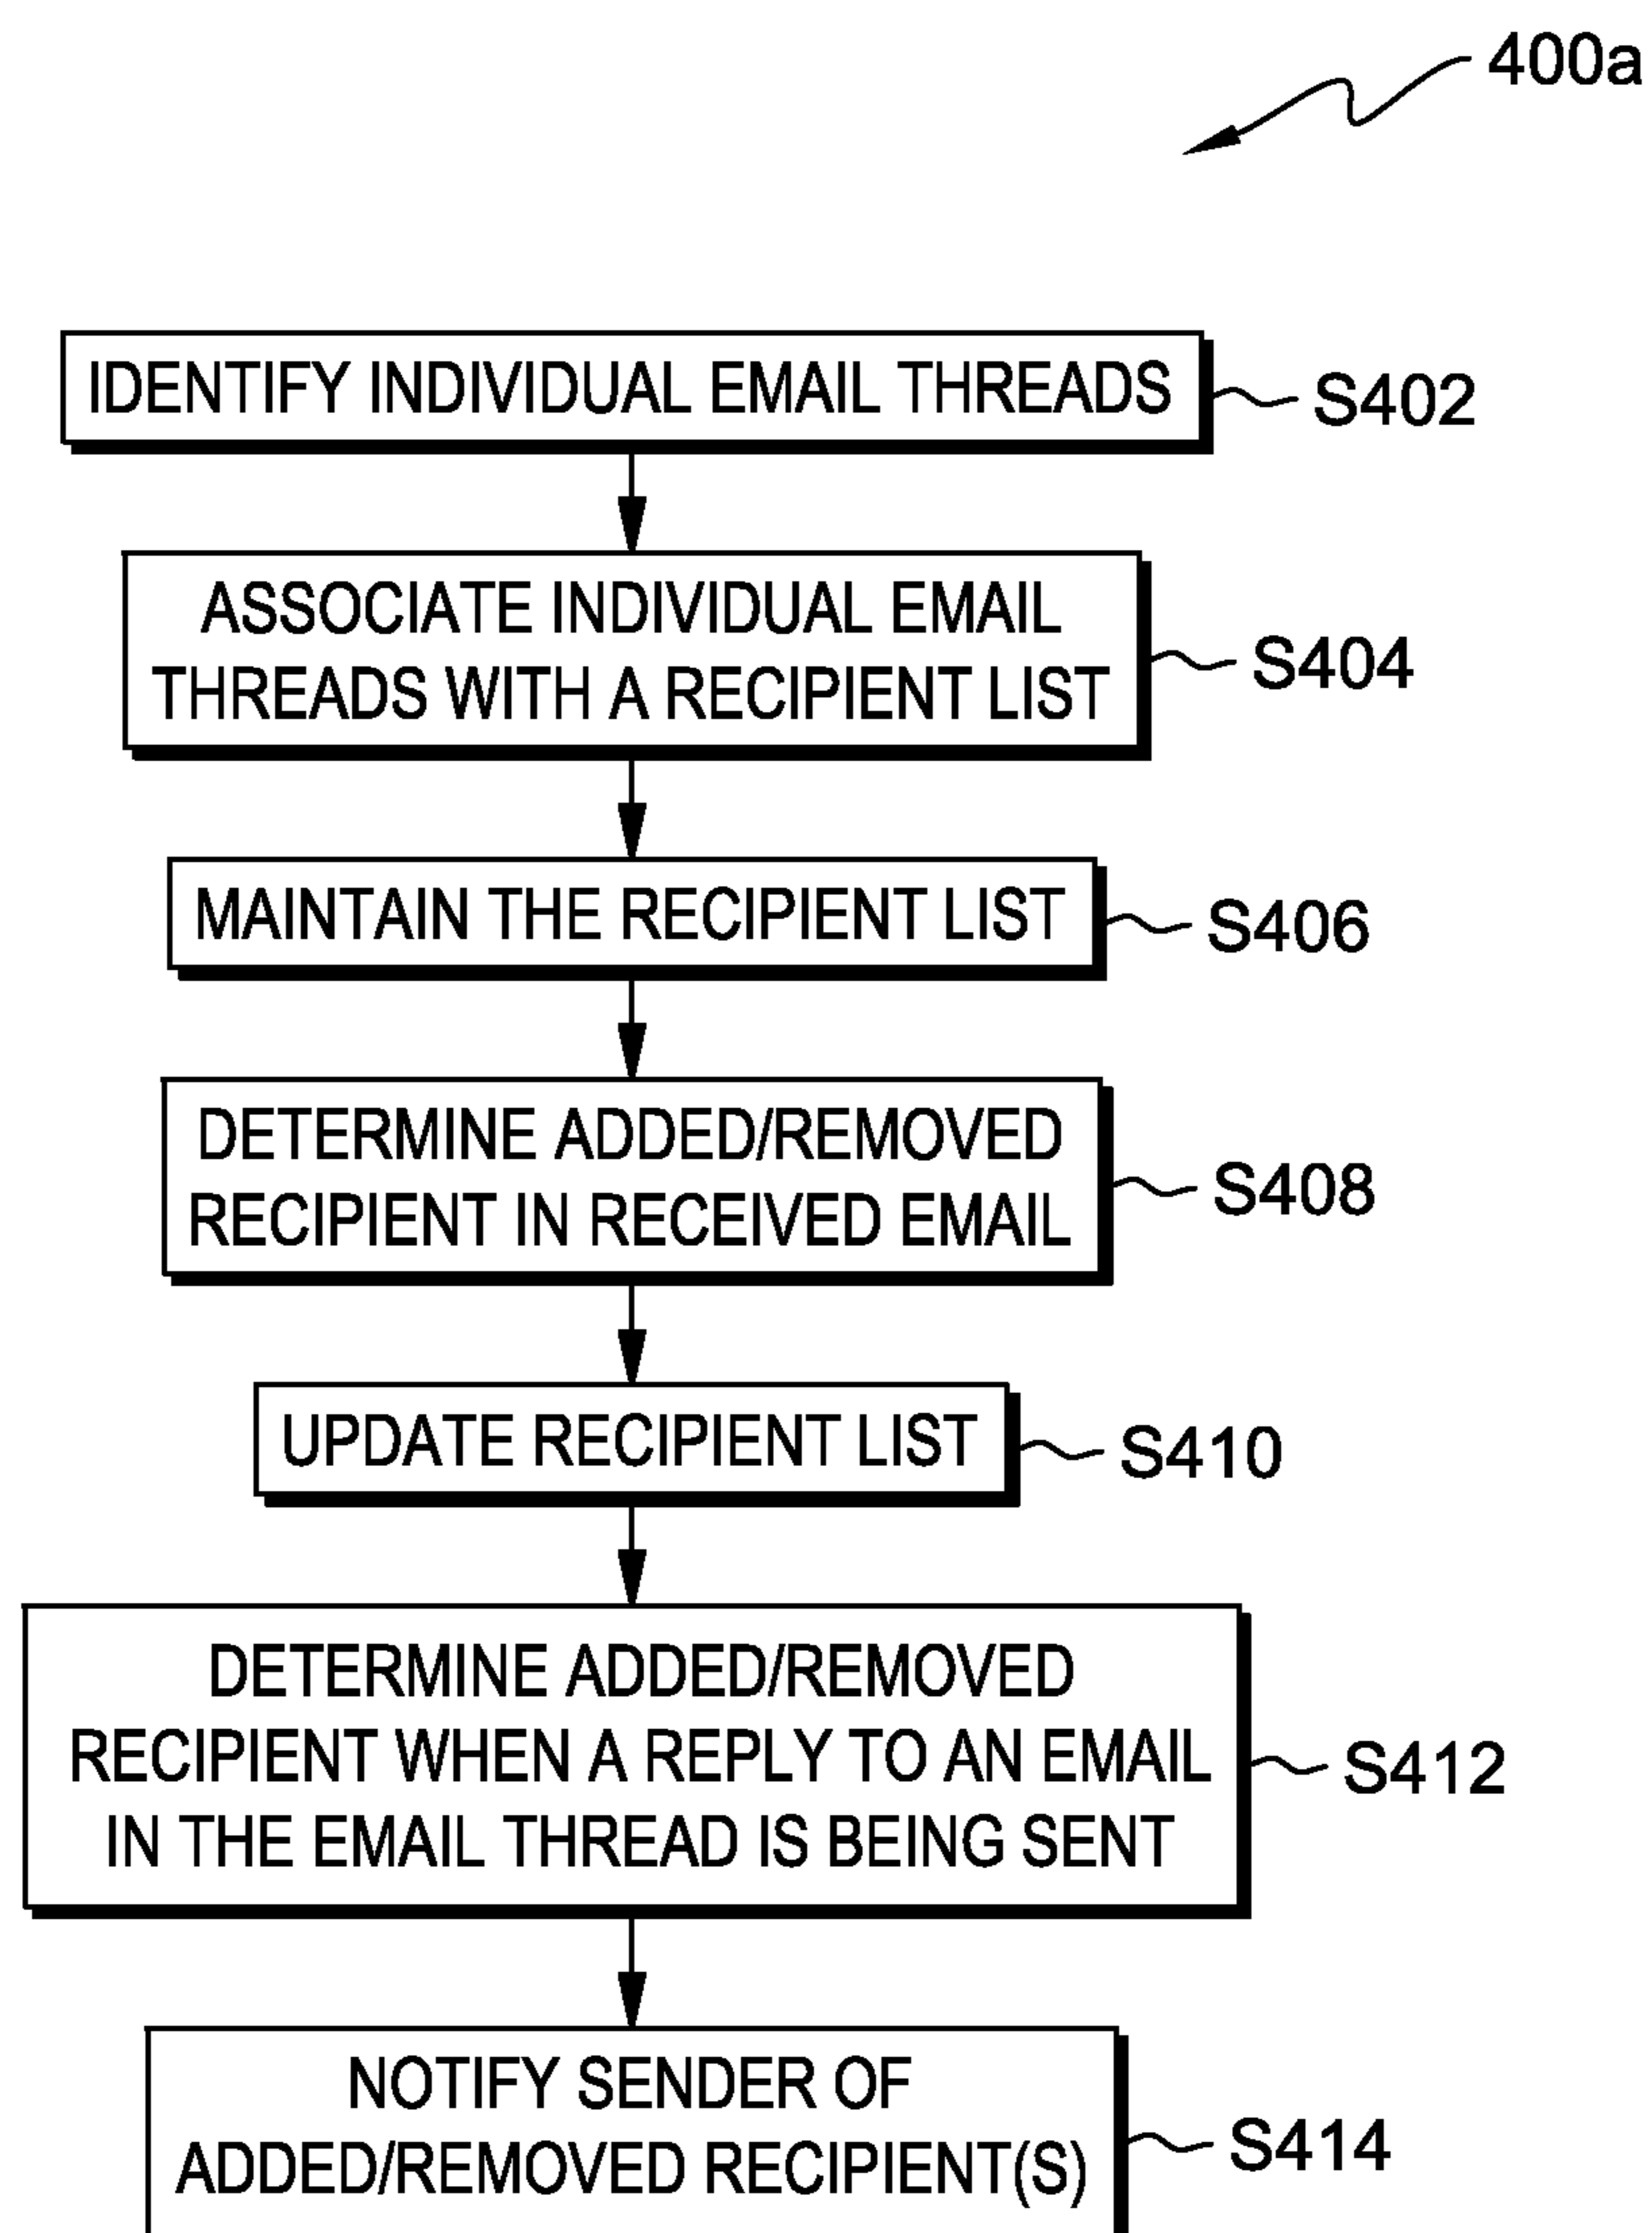 400a
IDENTIFY INDIVIDUAL EMAIL THREADS
S402
ASSOCIATE INDIVIDUAL EMAIL
THREADS WITH A RECIPIENT LIST
S404
MAINTAIN THE RECIPIENT LIST
S406
DETERMINE ADDED/REMOVED
RECIPIENT IN RECEIVED EMAIL
S408
UPDATE RECIPIENT LIST
S410
DETERMINE ADDED/REMOVED
RECIPIENT WHEN A REPLY TO AN EMAIL
IN THE EMAIL THREAD IS BEING SENT
S412
NOTIFY SENDER OF
ADDED/REMOVED RECIPIENT(S)
S414